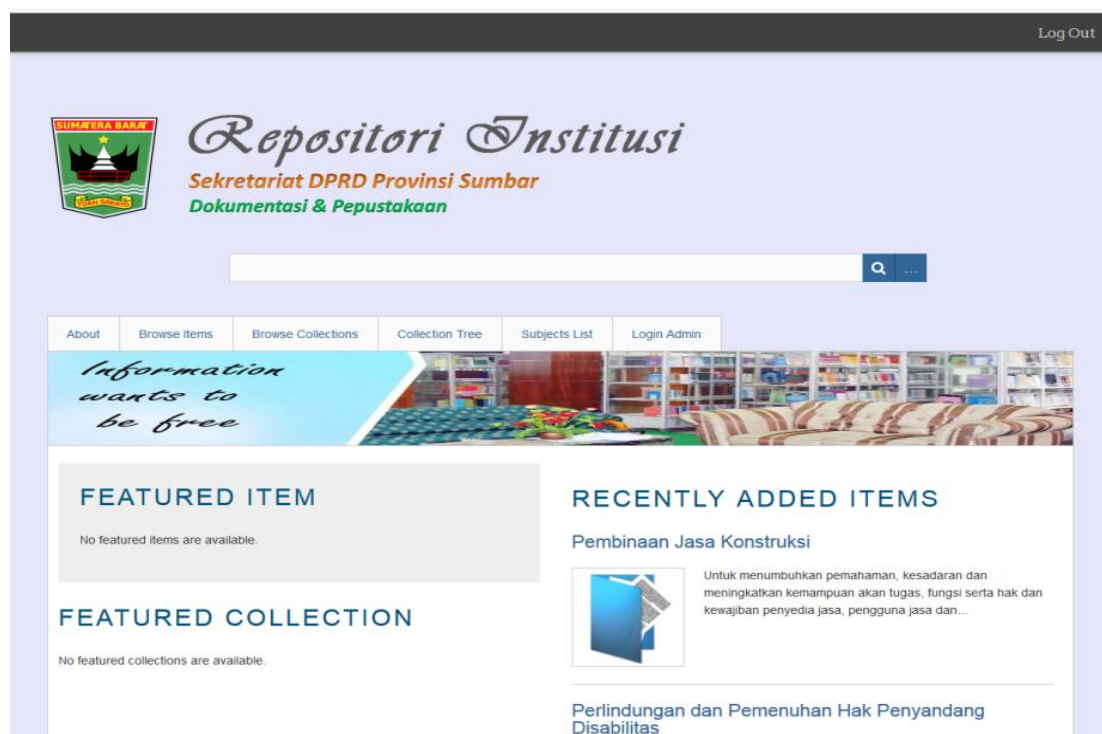 Log Out
SUMATERA BARAT
TUAH SAKATO
Repositori Institusi
Sekretariat DPRD Provinsi Sumbar
Dokumentasi & Pepustakaan
...
About Browse Items Browse Collections Collection Tree Subjects List Login Admin
Information
wants to
be free
FEATURED ITEM
No featured items are available.
FEATURED COLLECTION
No featured collections are available.
RECENTLY ADDED ITEMS
Pembinaan Jasa Konstruksi
Untuk menumbuhkan pemahaman, kesadaran dan
meningkatkan kemampuan akan tugas, fungsi serta hak dan
kewajiban penyedia jasa, pengguna jasa dan...
Perlindungan dan Pemenuhan Hak Penyandang
Disabilitas